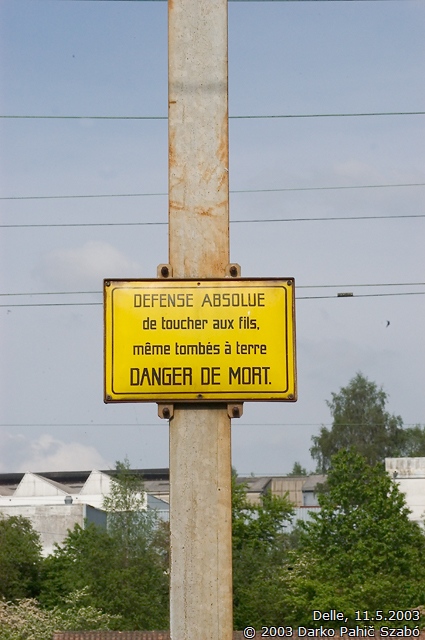 DEFENSE ABSOLUE
de toucher aux fils,
même tombés à terre
DANGER DE MORT.
Delle, 11.5.2003
© 2003 Darko Pahič Szabó